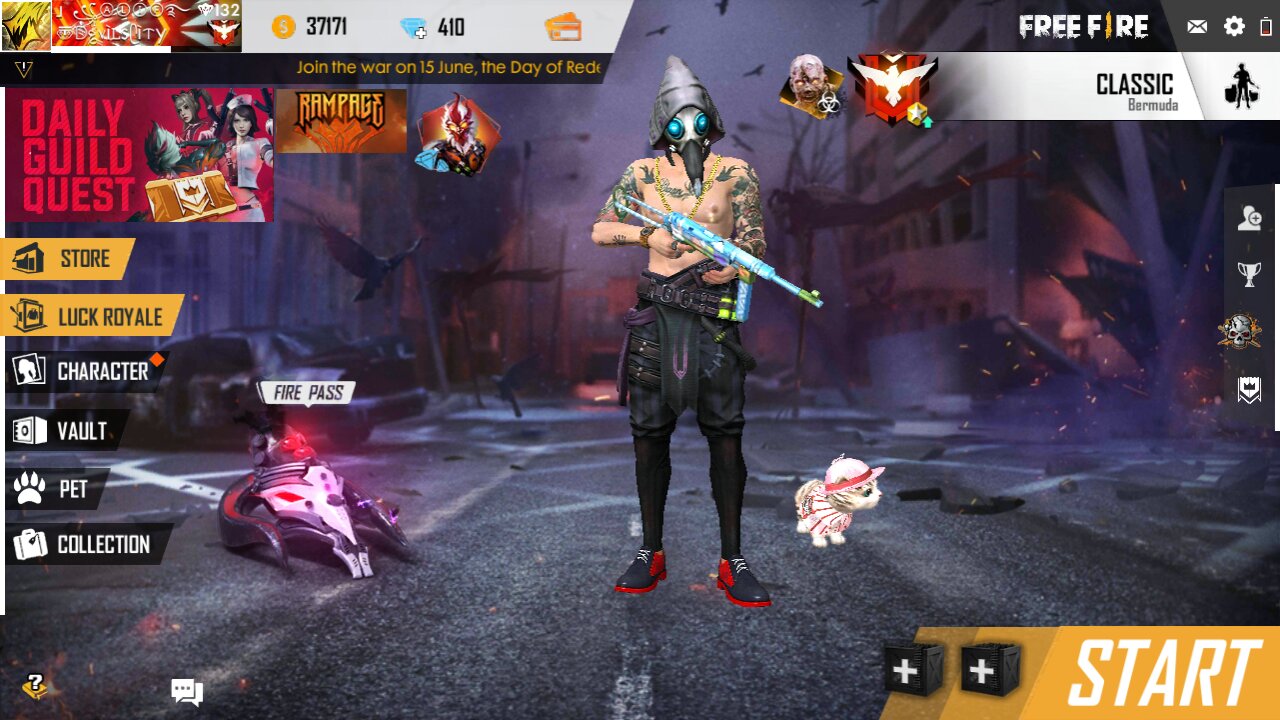 132
DEVILSCITY
37171
410
FREE FIRE
Join the war on 15 June, the Day of Rede
CLASSIC
Bermuda
DAILY
GUILD
QUEST
RAMPAGE
STORE
LUCK ROYALE
CHARACTER
FIRE PASS
VAULT
PET
COLLECTION
START